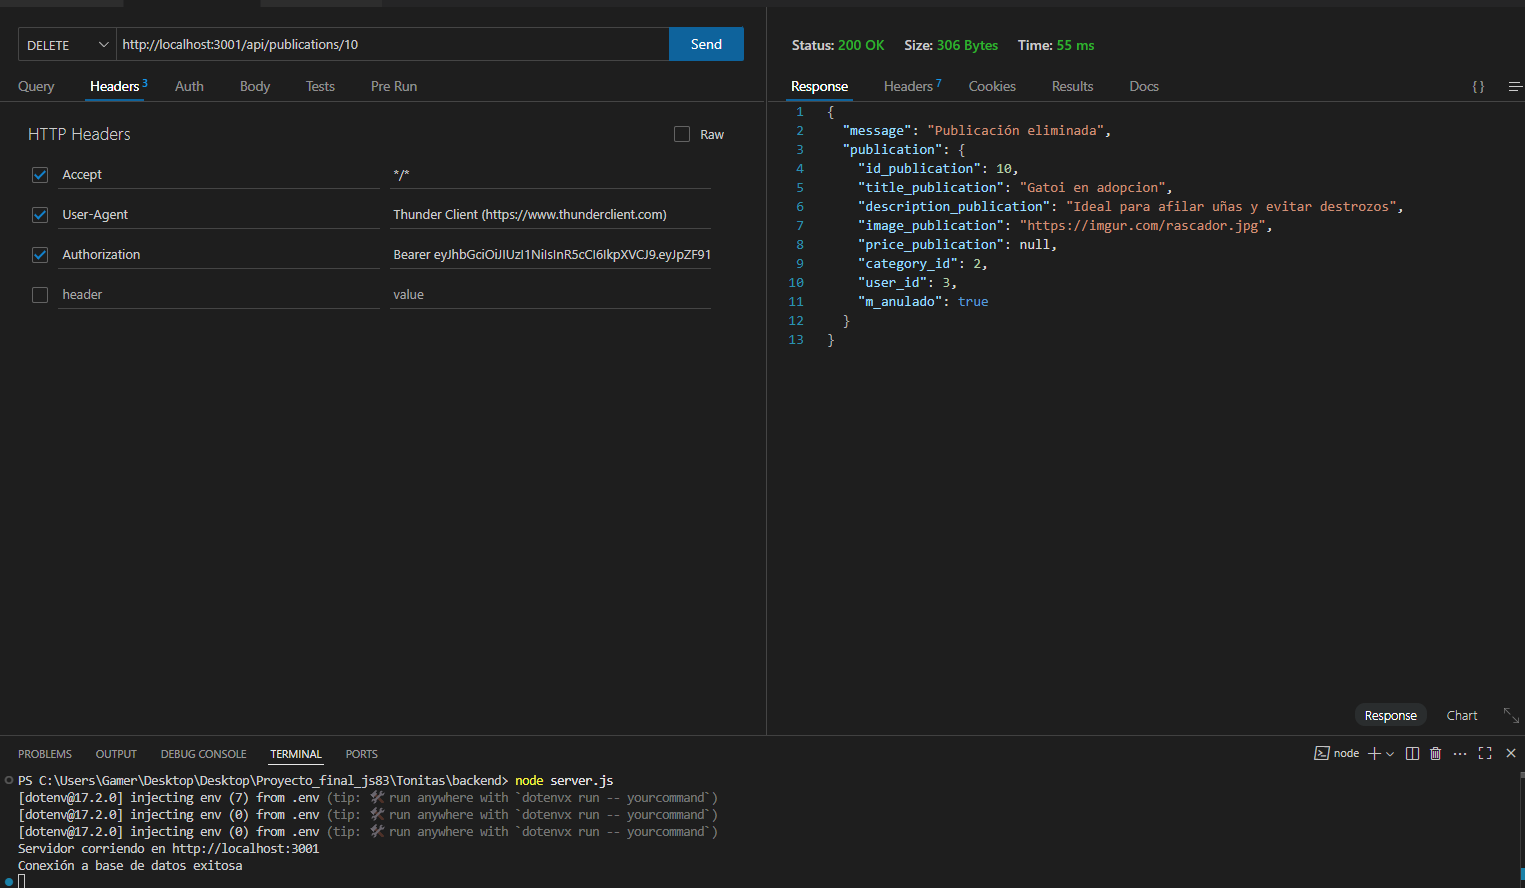 DELETE http://localhost:3001/api/publications/10 Send
Query Headers 3 Auth Body Tests Pre Run
HTTP Headers Raw
Accept */*
User-Agent Thunder Client (https://www.thunderclient.com)
Authorization Bearer eyJhbGciOiJIUzI1NiIsInR5cCI6IkpXVCJ9.eyJpZF91
header value
Status: 200 OK Size: 306 Bytes Time: 55 ms
Response Headers 7 Cookies Results Docs { }
1 {
2 "message": "Publicación eliminada",
3 "publication": {
4 "id_publication": 10,
5 "title_publication": "Gatoi en adopcion",
6 "description_publication": "Ideal para afilar uñas y evitar destrozos",
7 "image_publication": "https://imgur.com/rascador.jpg",
8 "price_publication": null,
9 "category_id": 2,
10 "user_id": 3,
11 "m_anulado": true
12 }
13 }
Response Chart
PROBLEMS OUTPUT DEBUG CONSOLE TERMINAL PORTS node
PS C:\Users\Gamer\Desktop\Desktop\Proyecto_final_js83\Tonitas\backend> node server.js
[dotenv@17.2.0] injecting env (7) from .env (tip: 🛠️ run anywhere with `dotenvx run -- yourcommand`)
[dotenv@17.2.0] injecting env (0) from .env (tip: 🛠️ run anywhere with `dotenvx run -- yourcommand`)
[dotenv@17.2.0] injecting env (0) from .env (tip: 🛠️ run anywhere with `dotenvx run -- yourcommand`)
Servidor corriendo en http://localhost:3001
Conexión a base de datos exitosa